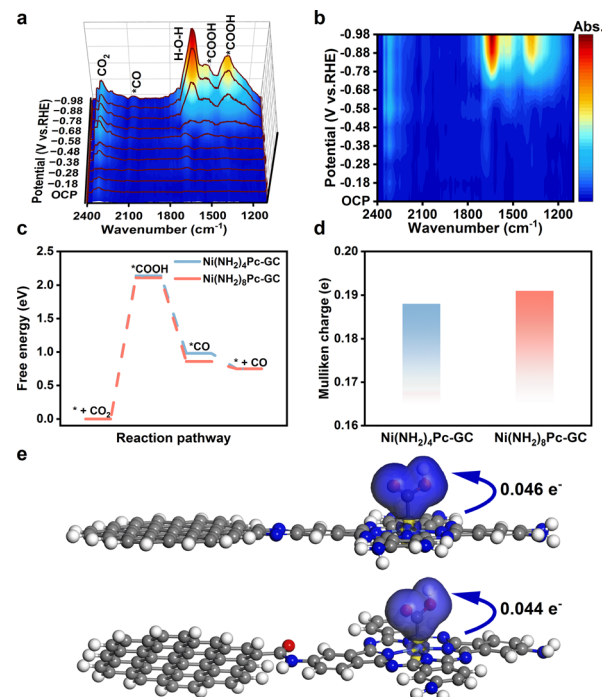 a
CO₂
*CO
H-O-H
*COOH
*COOH
Potential (V vs.RHE)
−0.98
−0.88
−0.78
−0.68
−0.58
−0.48
−0.38
−0.28
−0.18
OCP
2400 2100 1800 1500 1200
Wavenumber (cm⁻¹)
b
Abs.
Potential (V vs.RHE)
-0.98
-0.88
-0.78
-0.68
-0.58
-0.48
-0.38
-0.28
-0.18
OCP
2400 2100 1800 1500 1200
Wavenumber (cm⁻¹)
c
Free energy (eV)
2.5
2.0
1.5
1.0
0.5
0.0
*COOH
Ni(NH₂)₄Pc-GC
Ni(NH₂)₈Pc-GC
*CO
* + CO
* + CO₂
Reaction pathway
d
Mulliken charge (e)
0.20
0.19
0.18
0.17
0.16
Ni(NH₂)₄Pc-GC Ni(NH₂)₈Pc-GC
e
0.046 e⁻
0.044 e⁻